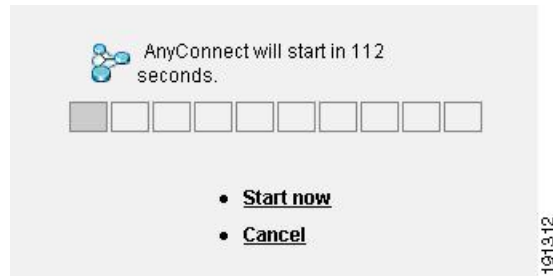 AnyConnect will start in 112
seconds.
Start now
Cancel
191312